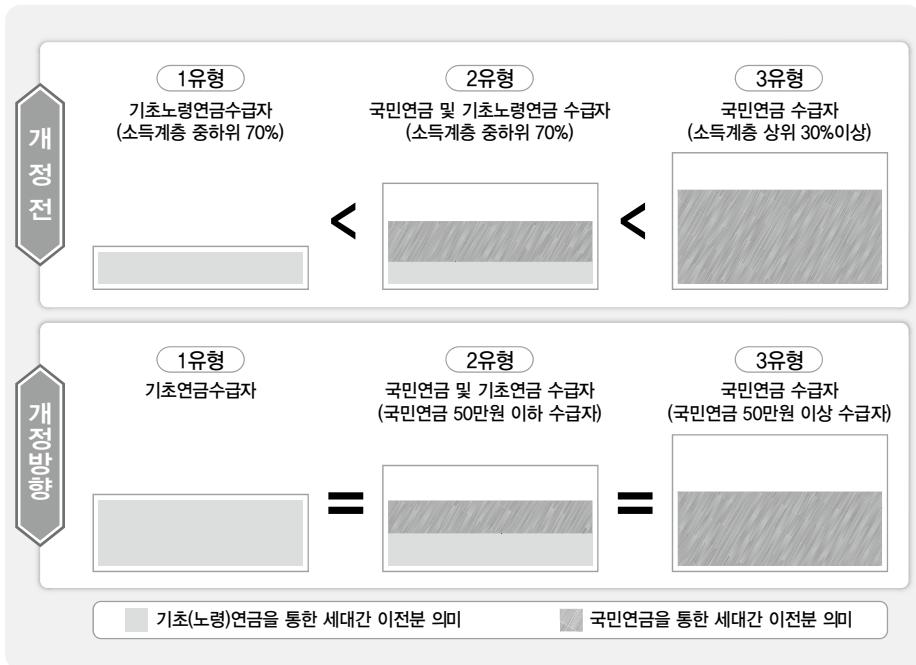 개정전
1유형
기초노령연금수급자
(소득계층 중하위 70%)
<
2유형
국민연금 및 기초노령연금 수급자
(소득계층 중하위 70%)
<
3유형
국민연금 수급자
(소득계층 상위 30%이상)
개정방향
1유형
기초연금수급자
=
2유형
국민연금 및 기초연금 수급자
(국민연금 50만원 이하 수급자)
=
3유형
국민연금 수급자
(국민연금 50만원 이상 수급자)
기초(노령)연금을 통한 세대간 이전분 의미
국민연금을 통한 세대간 이전분 의미